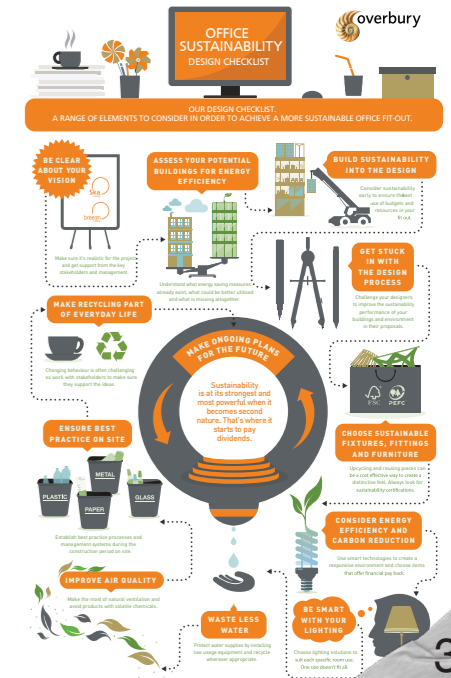 overbury
OFFICE
SUSTAINABILITY
DESIGN CHECKLIST
OUR DESIGN CHECKLIST.
A RANGE OF ELEMENTS TO CONSIDER IN ORDER TO ACHIEVE A MORE SUSTAINABLE OFFICE FIT-OUT.
BE CLEAR
ABOUT YOUR
VISION
Ska
breeam
Make sure it's realistic for the project
and get support from the key
stakeholders and management.
ASSESS YOUR POTENTIAL
BUILDINGS FOR ENERGY
EFFICIENCY
Understand what energy saving measures
already exist, what could be better utilised
and what is missing altogether.
BUILD SUSTAINABILITY
INTO THE DESIGN
Consider sustainability
early to ensure the best
use of budgets and
resources in your
fit out.
GET STUCK
IN WITH
THE DESIGN
PROCESS
Challenge your designers
to improve the sustainability
performance of your
buildings and environment
in their proposals.
FSC
PEFC
CHOOSE SUSTAINABLE
FIXTURES, FITTINGS
AND FURNITURE
Upcycling and reusing pieces can
be a cost effective way to create a
distinctive feel. Always look for
sustainability certifications.
CONSIDER ENERGY
EFFICIENCY AND
CARBON REDUCTION
Use smart technologies to create a
responsive environment and choose items
that offer financial pay back.
BE SMART
WITH YOUR
LIGHTING
Choose lighting solutions to
suit each specific room use.
One size doesn't fit all.
WASTE LESS
WATER
Protect water supplies by installing
low usage equipment and recycle
wherever appropriate.
IMPROVE AIR QUALITY
Make the most of natural ventilation and
avoid products with volatile chemicals.
ENSURE BEST
PRACTICE ON SITE
PLASTIC
METAL
PAPER
GLASS
Establish best practice processes and
management systems during the
construction period on site.
MAKE RECYCLING PART
OF EVERYDAY LIFE
Changing behaviour is often challenging
so work with stakeholders to make sure
they support the ideas.
MAKE ONGOING PLANS
FOR THE FUTURE
Sustainability
is at its strongest and
most powerful when it
becomes second
nature. That's where it
starts to pay
dividends.
3